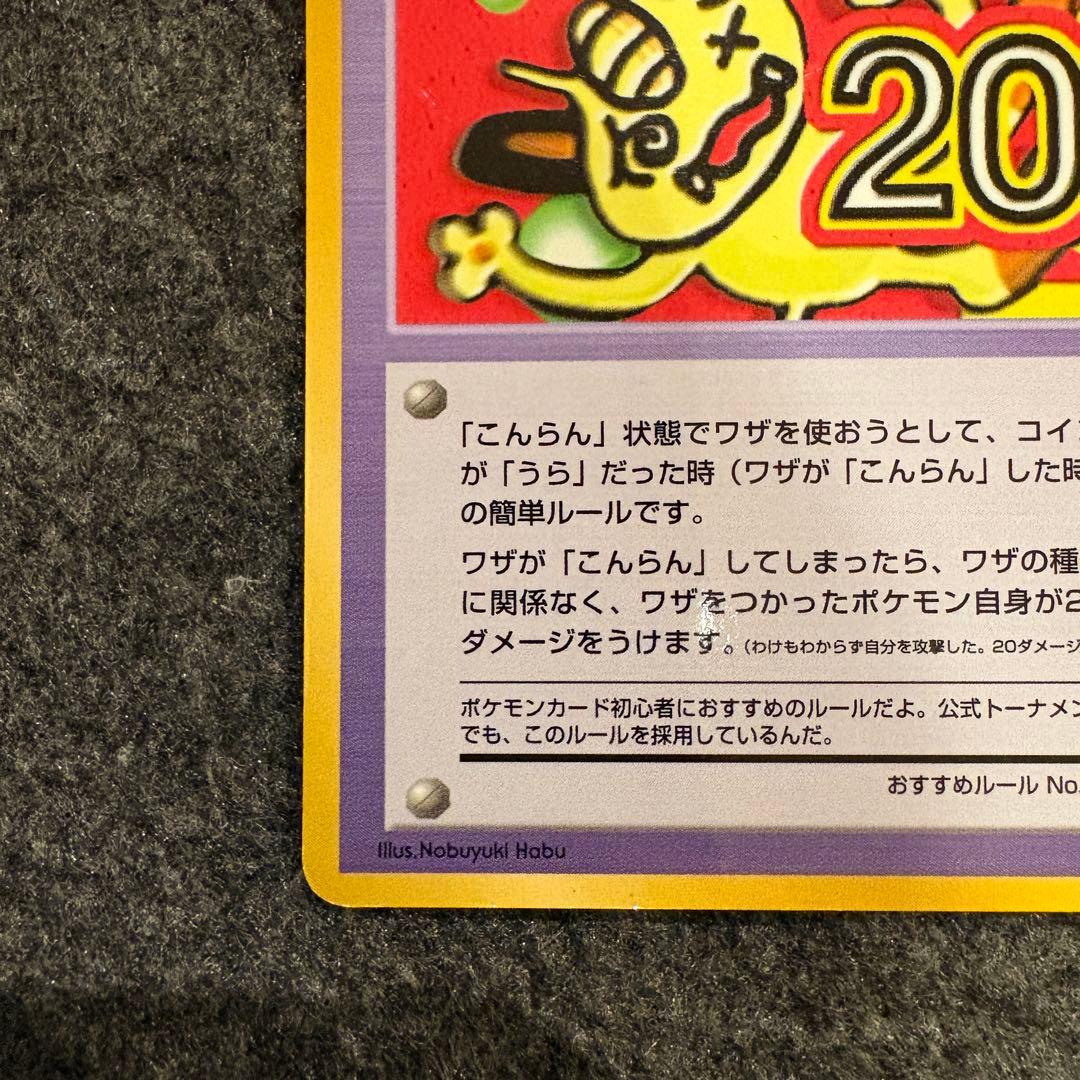 20
「こんらん」状態でワザを使おうとして、コイ
が「うら」だった時（ワザが「こんらん」した時
の簡単ルールです。
ワザが「こんらん」してしまったら、ワザの種
に関係なく、ワザをつかったポケモン自身が2
ダメージをうけます。（わけもわからず自分を攻撃した。20ダメージ
ポケモンカード初心者におすすめのルールだよ。公式トーナメン
でも、このルールを採用しているんだ。
おすすめルール No.
Illus.Nobuyuki Habu